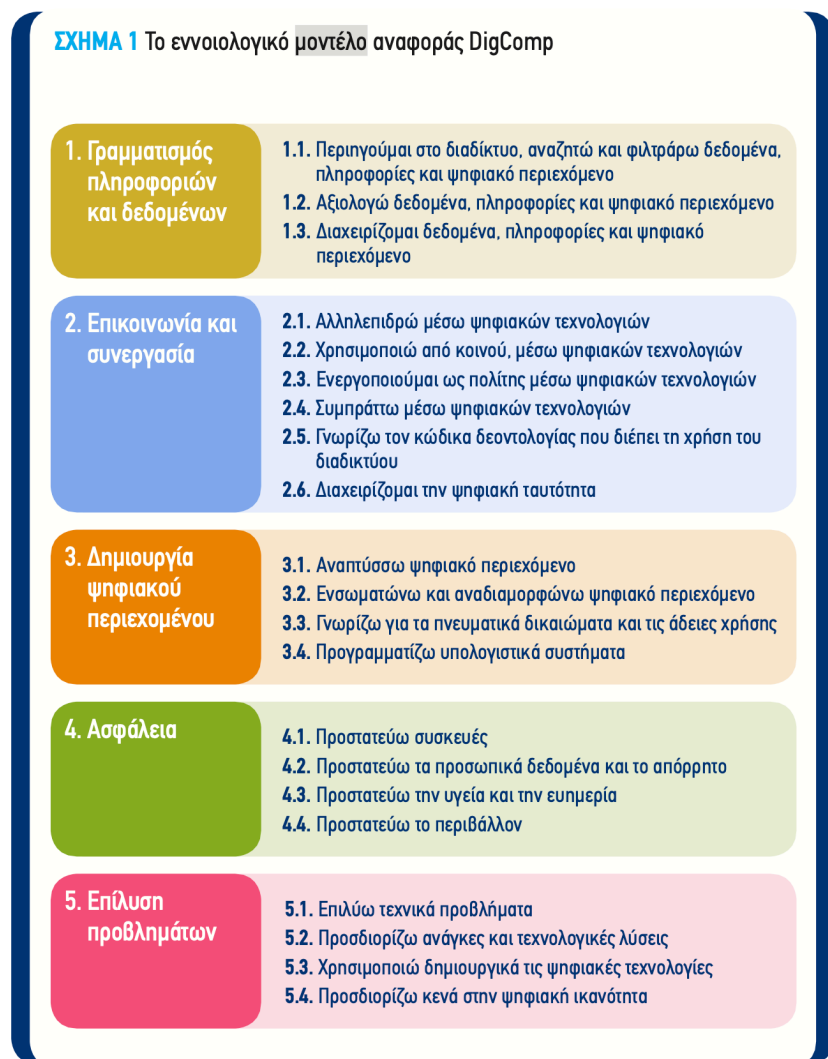 ΣΧΗΜΑ 1 Το εννοιολογικό μοντέλο αναφοράς DigComp
1. Γραμματισμός
πληροφοριών
και δεδομένων
1.1. Περιηγούμαι στο διαδίκτυο, αναζητώ και φιλτράρω δεδομένα,
πληροφορίες και ψηφιακό περιεχόμενο
1.2. Αξιολογώ δεδομένα, πληροφορίες και ψηφιακό περιεχόμενο
1.3. Διαχειρίζομαι δεδομένα, πληροφορίες και ψηφιακό
περιεχόμενο
2. Επικοινωνία και
συνεργασία
2.1. Αλληλεπιδρώ μέσω ψηφιακών τεχνολογιών
2.2. Χρησιμοποιώ από κοινού, μέσω ψηφιακών τεχνολογιών
2.3. Ενεργοποιούμαι ως πολίτης μέσω ψηφιακών τεχνολογιών
2.4. Συμπράττω μέσω ψηφιακών τεχνολογιών
2.5. Γνωρίζω τον κώδικα δεοντολογίας που διέπει τη χρήση του
διαδικτύου
2.6. Διαχειρίζομαι την ψηφιακή ταυτότητα
3. Δημιουργία
ψηφιακού
περιεχομένου
3.1. Αναπτύσσω ψηφιακό περιεχόμενο
3.2. Ενσωματώνω και αναδιαμορφώνω ψηφιακό περιεχόμενο
3.3. Γνωρίζω για τα πνευματικά δικαιώματα και τις άδειες χρήσης
3.4. Προγραμματίζω υπολογιστικά συστήματα
4. Ασφάλεια
4.1. Προστατεύω συσκευές
4.2. Προστατεύω τα προσωπικά δεδομένα και το απόρρητο
4.3. Προστατεύω την υγεία και την ευημερία
4.4. Προστατεύω το περιβάλλον
5. Επίλυση
προβλημάτων
5.1. Επιλύω τεχνικά προβλήματα
5.2. Προσδιορίζω ανάγκες και τεχνολογικές λύσεις
5.3. Χρησιμοποιώ δημιουργικά τις ψηφιακές τεχνολογίες
5.4. Προσδιορίζω κενά στην ψηφιακή ικανότητα